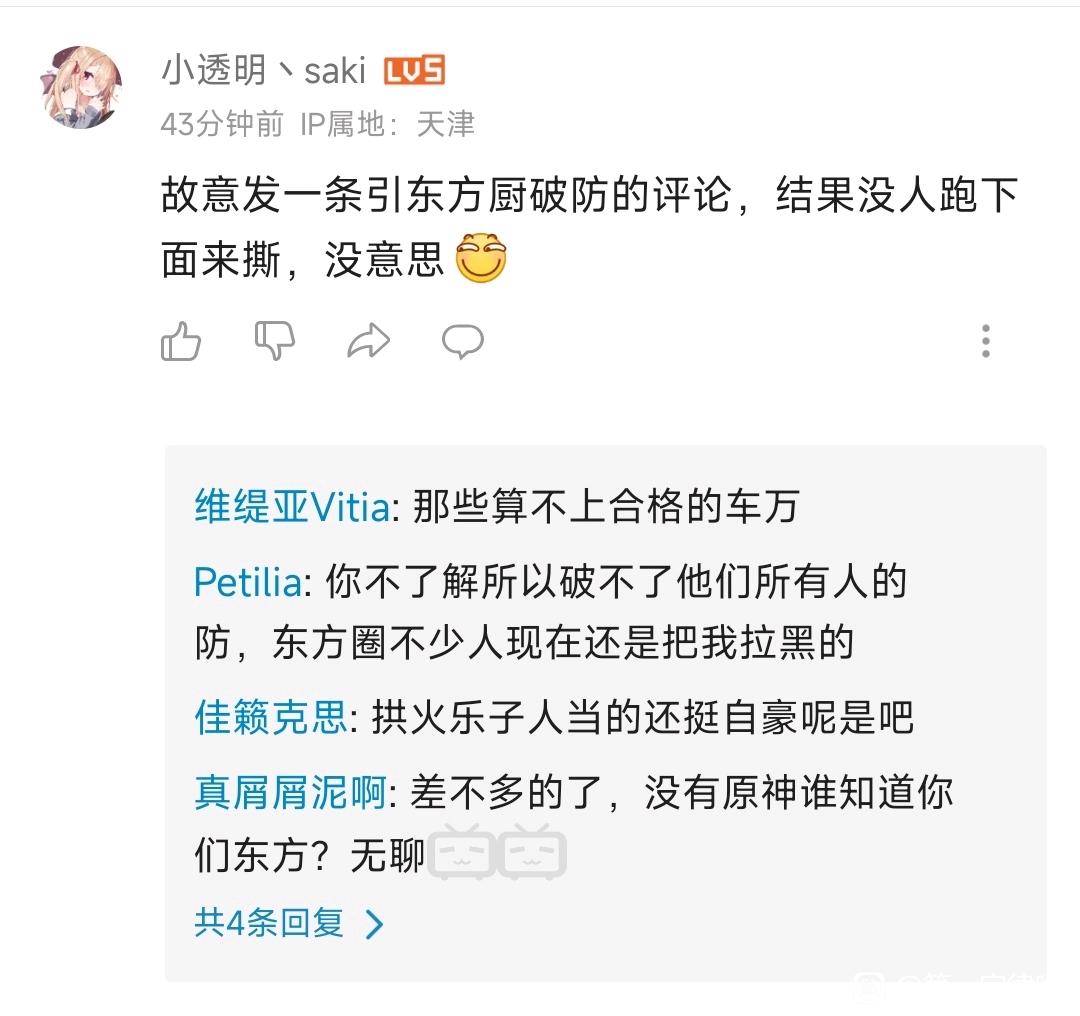 小透明丶saki LV5
43分钟前 IP属地：天津
故意发一条引东方厨破防的评论，结果没人跑下
面来撕，没意思
维缇亚Vitia: 那些算不上合格的车万
Petilia: 你不了解所以破不了他们所有人的
防，东方圈不少人现在还是把我拉黑的
佳籁克思: 拱火乐子人当的还挺自豪呢是吧
真屑屑泥啊: 差不多的了，没有原神谁知道你
们东方？无聊
共4条回复